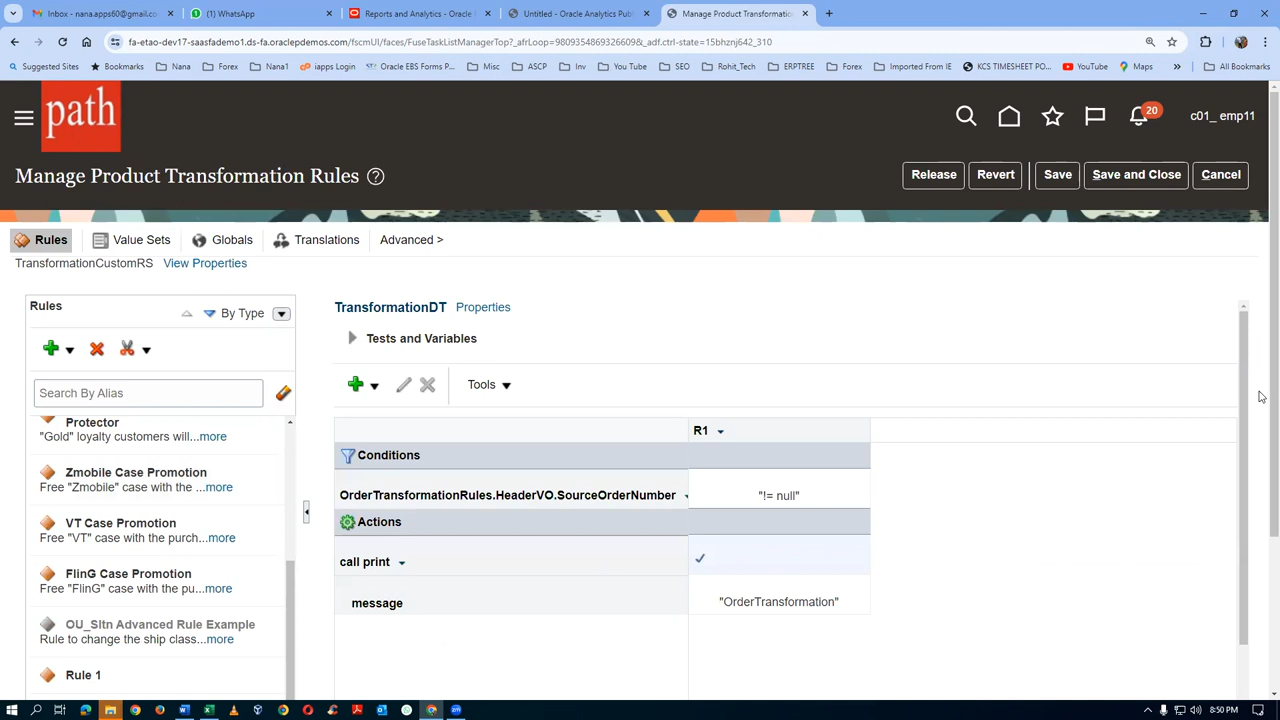 Inbox - nana.apps60@gmail.co
(1) WhatsApp
Reports and Analytics - Oracle F
Untitled - Oracle Analytics Publ
Manage Product Transformation
fa-etao-dev17-saasfademo1.ds-fa.oraclepdemos.com/fscmUI/faces/FuseTaskListManagerTop?_afrLoop=98093548693266098&_adf.ctrl-state=15bhznj642_310
Suggested Sites
Bookmarks
Nana
Forex
Nana1
iapps Login
Oracle EBS Forms P...
Misc
ASCP
Inv
You Tube
SEO
Rohit_Tech
ERPTREE
Forex
Imported From IE
KCS TIMESHEET PO...
YouTube
Maps
»
All Bookmarks
path
20
c01_ emp11
Manage Product Transformation Rules ?
Release
Revert
Save
Save and Close
Cancel
Rules
Value Sets
Globals
Translations
Advanced >
TransformationCustomRS View Properties
Rules
By Type
Search By Alias
Protector
"Gold" loyalty customers will...more
Zmobile Case Promotion
Free "Zmobile" case with the ...more
VT Case Promotion
Free "VT" case with the purch...more
FlinG Case Promotion
Free "FlinG" case with the pu...more
OU_Sltn Advanced Rule Example
Rule to change the ship class...more
Rule 1
TransformationDT Properties
Tests and Variables
Tools
R1
Conditions
OrderTransformationRules.HeaderVO.SourceOrderNumber
"!= null"
Actions
call print
message
"OrderTransformation"
8:50 PM